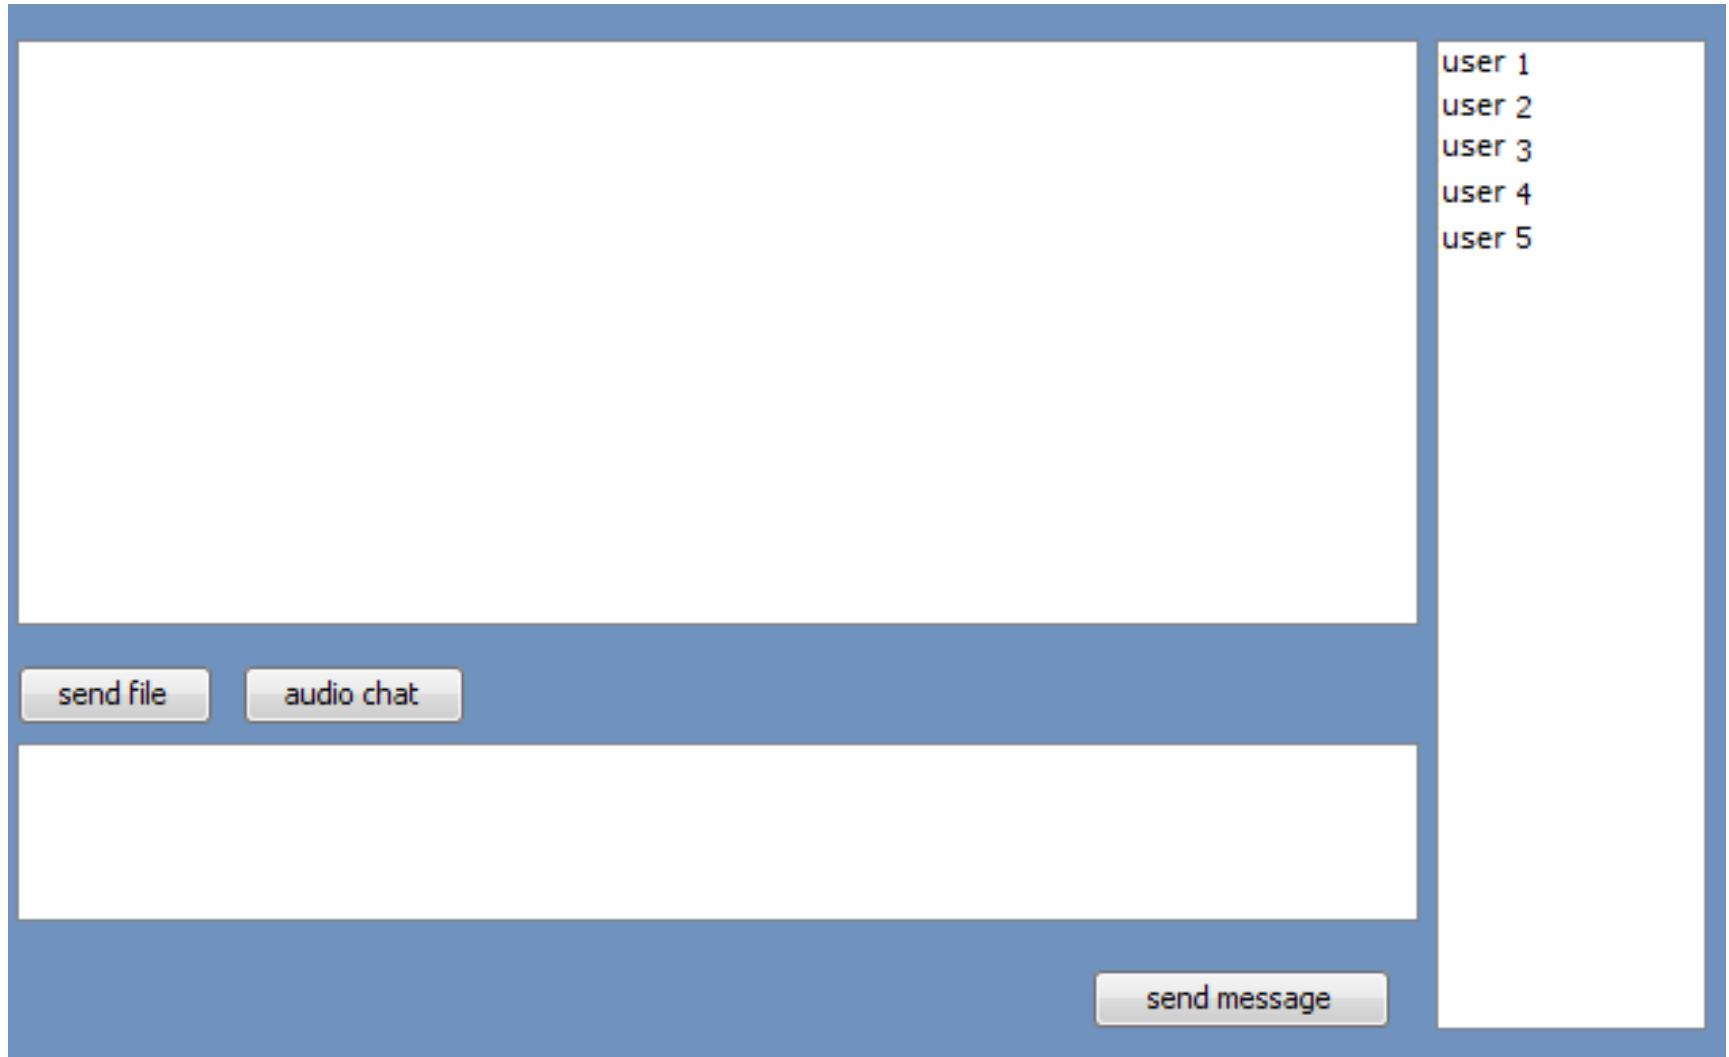 user 1
user 2
user 3
user 4
user 5
send file
audio chat
send message